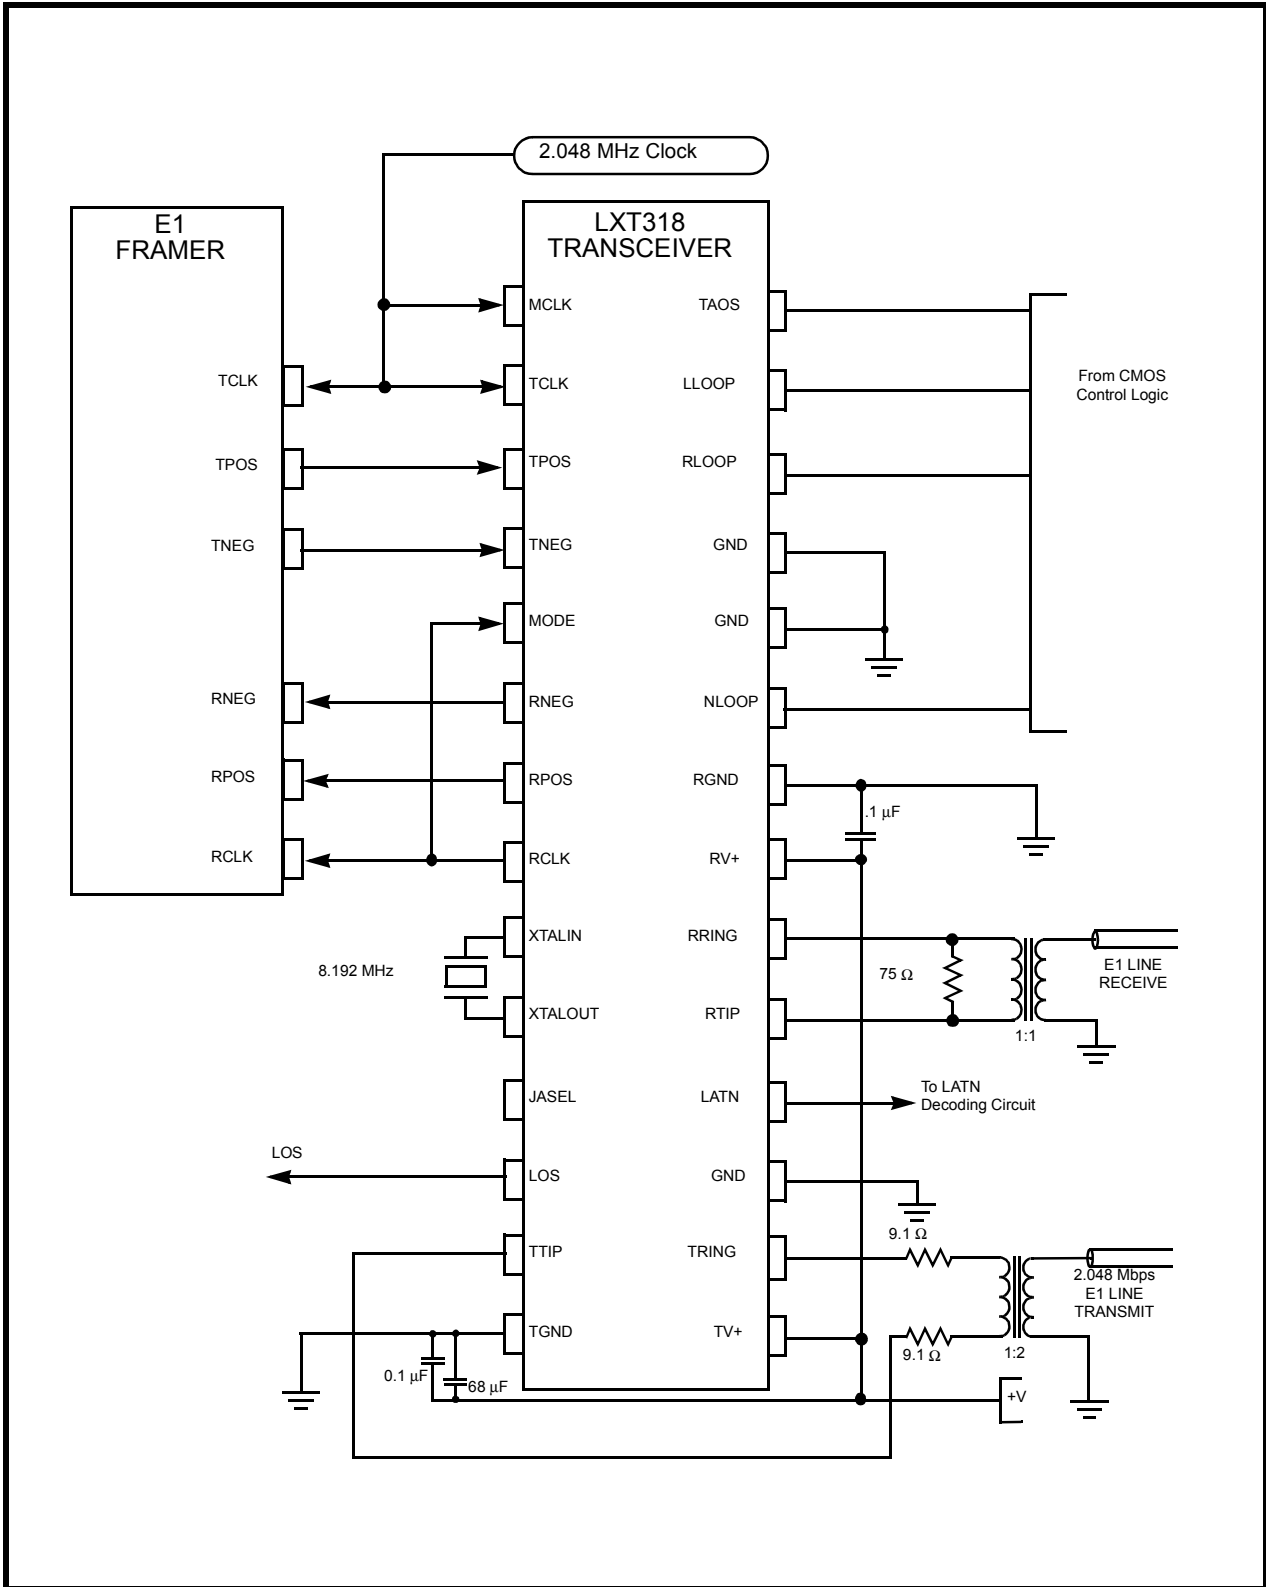 2.048 MHz Clock
E1
FRAMER
LXT318
TRANSCEIVER
MCLK
TAOS
TCLK
TCLK
LLOOP
From CMOS
Control Logic
TPOS
TPOS
RLOOP
TNEG
TNEG
GND
MODE
GND
RNEG
RNEG
NLOOP
RPOS
RPOS
RGND
.1 μF
RCLK
RCLK
RV+
XTALIN
RRING
8.192 MHz
75 Ω
E1 LINE
RECEIVE
XTALOUT
RTIP
1:1
JASEL
LATN
To LATN
Decoding Circuit
LOS
LOS
GND
9.1 Ω
TTIP
TRING
2.048 Mbps
E1 LINE
TRANSMIT
TGND
TV+
9.1 Ω
1:2
0.1 μF
68 μF
+V